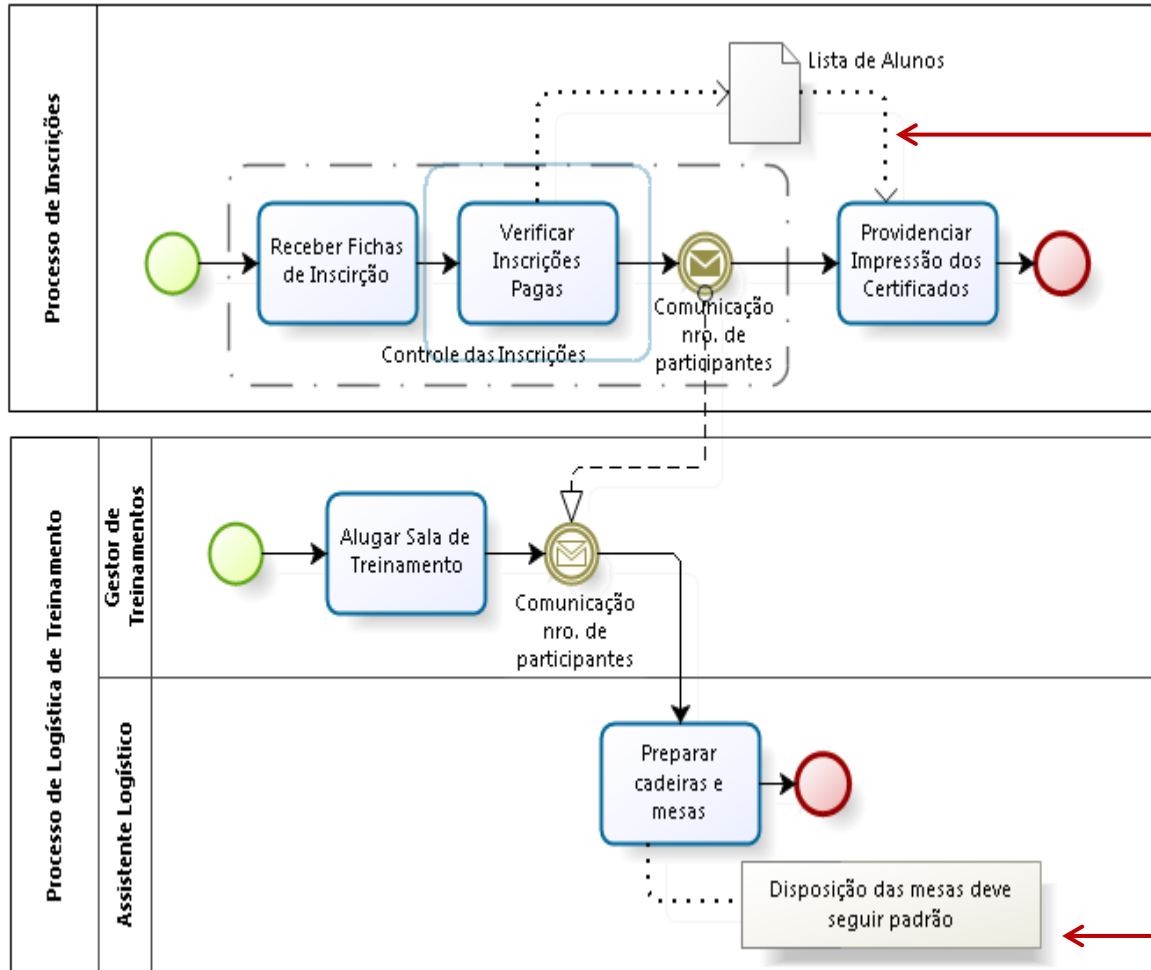 Processo de Inscrições
Lista de Alunos
Receber Fichas
de Inscirção
Verificar
Inscrições
Pagas
Comunicação
nro. de
participantes
Providenciar
Impressão dos
Certificados
Controle das Inscrições
Processo de Logística de Treinamento
Gestor de
Treinamentos
Alugar Sala de
Treinamento
Comunicação
nro. de
participantes
Assistente Logístico
Preparar
cadeiras e
mesas
Disposição das mesas deve
seguir padrão